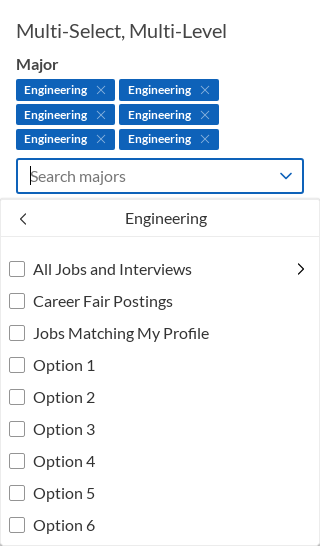 Multi-Select, Multi-Level
Major
Engineering Engineering
Engineering Engineering
Engineering Engineering
Search majors
Engineering
All Jobs and Interviews
Career Fair Postings
Jobs Matching My Profile
Option 1
Option 2
Option 3
Option 4
Option 5
Option 6